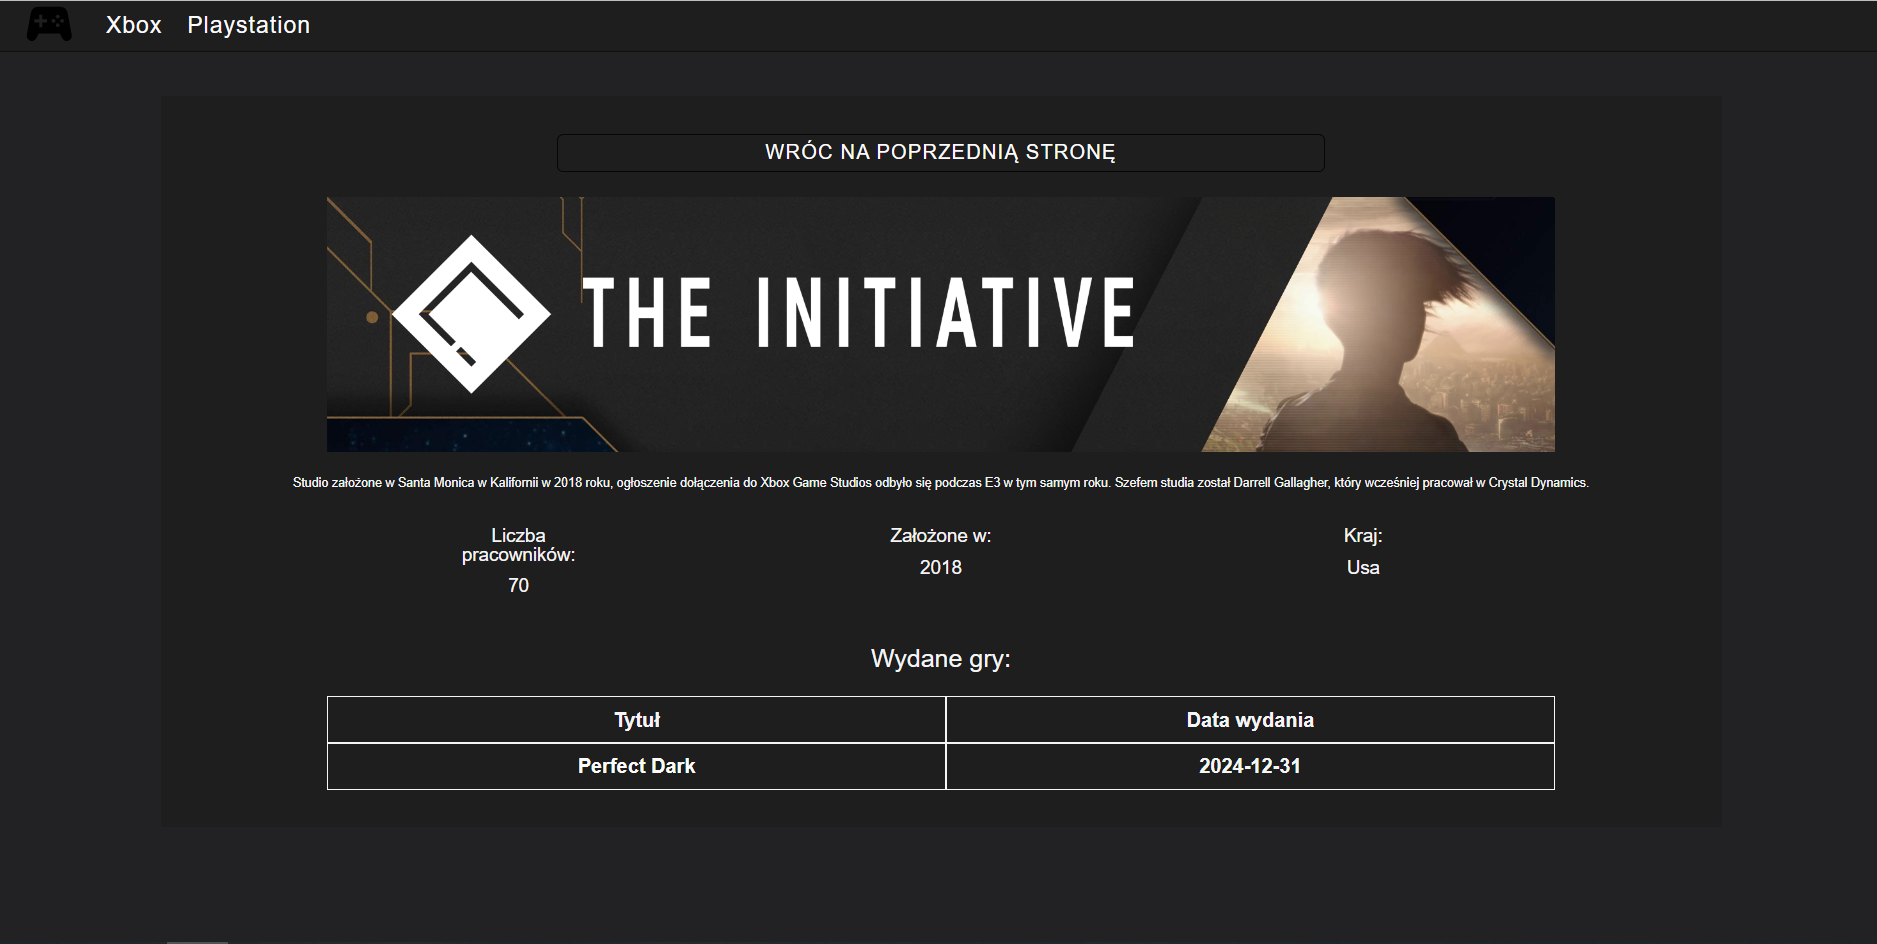 Xbox Playstation
WRÓC NA POPRZEDNIĄ STRONĘ
THE INITIATIVE
Studio założone w Santa Monica w Kalifornii w 2018 roku, ogłoszenie dołączenia do Xbox Game Studios odbyło się podczas E3 w tym samym roku. Szefem studia został Darrell Gallagher, który wcześniej pracował w Crystal Dynamics.
Liczba
pracowników:
70
Założone w:
2018
Kraj:
Usa
Wydane gry:
Tytuł Data wydania
Perfect Dark 2024-12-31